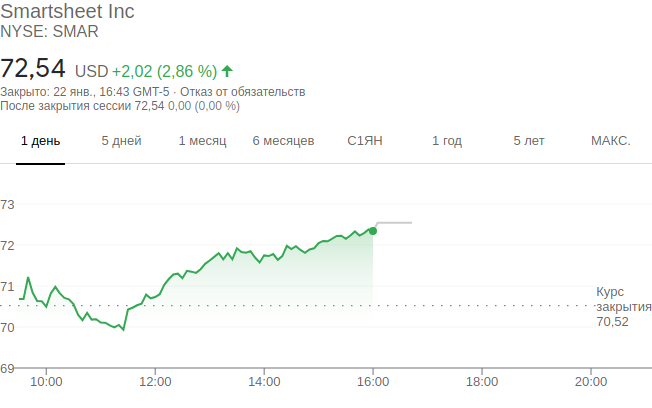 Smartsheet Inc
NYSE: SMAR
72,54 USD +2,02 (2,86 %)
Закрыто: 22 янв., 16:43 GMT-5 · Отказ от обязательств
После закрытия сессии 72,54 0,00 (0,00 %)
1 день 5 дней 1 месяц 6 месяцев С1ЯН 1 год 5 лет МАКС.
73
72
71
Курс
закрытия
70,52
70
69
10:00 12:00 14:00 16:00 18:00 20:00